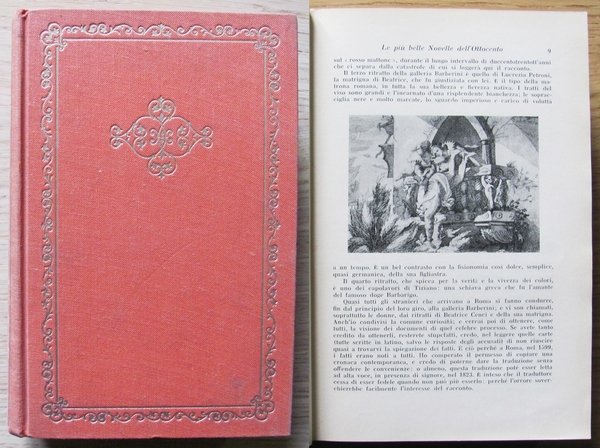 Le più belle Novelle dell'Ottocento 9
sul «rosso mattone», durante il lungo intervallo di duecentotrentott'anni
che ci separa dalla catastrofe di cui si leggerà qui il racconto.
Il terzo ritratto della galleria Barberini è quello di Lucrezia Petroni,
la matrigna di Beatrice, che fu giustiziata con lei. È il tipo della ma-
trona romana, in tutta la sua bellezza e fierezza nativa. I tratti del
viso sono grandi e l'incarnato d'una risplendente bianchezza; le soprac-
ciglia nere e molto marcate, lo sguardo imperioso e carico di voluttà
a un tempo. È un bel contrasto con la fisionomia così dolce, semplice,
quasi germanica, della sua figliastra.
Il quarto ritratto, che spicca per la verità e la vivezza dei colori,
è uno dei capolavori di Tiziano: una schiava greca che fu l'amante
del famoso doge Barbarigo.
Quasi tutti gli stranieri che arrivano a Roma si fanno condurre,
fin dal principio del loro giro, alla galleria Barberini; e vi son chiamati,
soprattutto le donne, dai ritratti di Beatrice Cenci e della sua matrigna.
Anch'io condivisi la comune curiosità; e cercai poi di ottenere, come
tutti, la visione dei documenti di quel celebre processo. Se avete tanto
credito da ottenerli, resterete stupefatti, credo, nel leggere quelle carte
(tutte scritte in latino, salvo le risposte degli accusati) di non riuscire
quasi a trovarvi la spiegazione dei fatti. E ciò perché a Roma, nel 1599,
i fatti erano noti a tutti. Ho comperato il permesso di copiare una
cronaca contemporanea, e credo di poterne dare la traduzione senza
offendere le convenienze: o almeno, questa traduzione poté esser letta
ad alta voce, in presenza di signore, nel 1823. È inteso che il traduttore
cessa di esser fedele quando non può più esserlo: perché l'orrore sover-
chierebbe facilmente l'interesse del racconto.